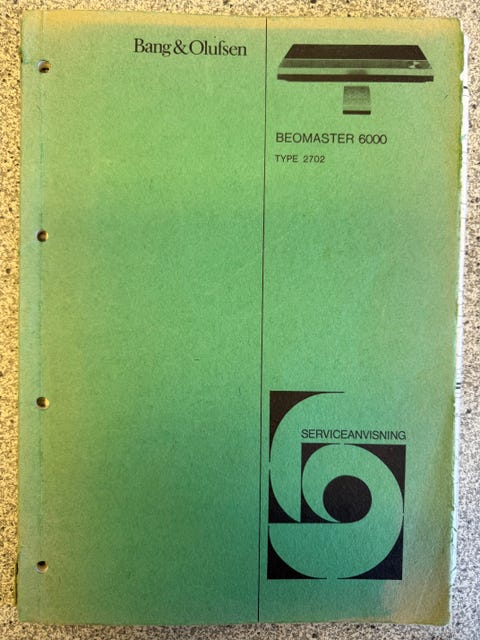 Bang & Olufsen
BEOMASTER 6000
TYPE 2702
SERVICEANVISNING